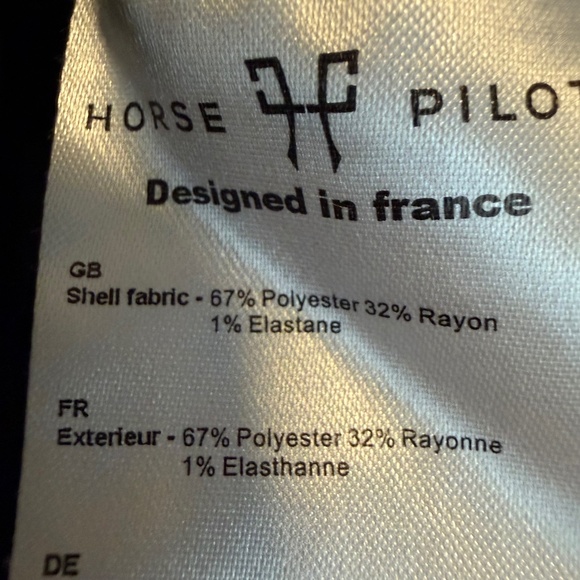 HORSE PILOT
Designed in france
GB
Shell fabric - 67% Polyester 32% Rayon
1% Elastane
FR
Exterieur - 67% Polyester 32% Rayonne
1% Elasthanne
DE